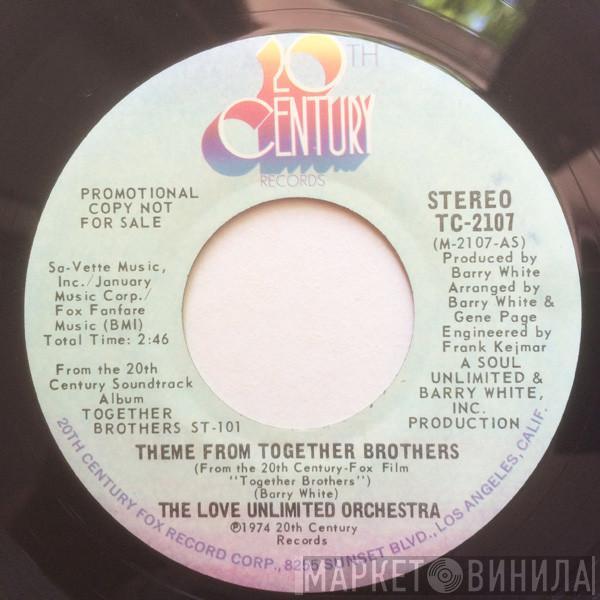 20TH
CENTURY
RECORDS
PROMOTIONAL
COPY NOT
FOR SALE
Sa-Vette Music,
Inc./January
Music Corp./
Fox Fanfare
Music (BMI)
Total Time: 2:46
From the 20th
Century Soundtrack
Album
TOGETHER
BROTHERS ST-101
STEREO
TC-2107
(M-2107-AS)
Produced by
Barry White
Arranged by
Barry White &
Gene Page
Engineered by
Frank Kejmar
A SOUL
UNLIMITED &
BARRY WHITE,
INC.
PRODUCTION
THEME FROM TOGETHER BROTHERS
(From the 20th Century-Fox Film
"Together Brothers")
(Barry White)
THE LOVE UNLIMITED ORCHESTRA
℗1974 20th Century
Records
20TH CENTURY FOX RECORD CORP., 8255 SUNSET BLVD., LOS ANGELES, CALIF.
МАРКЕТ ВИНИЛА